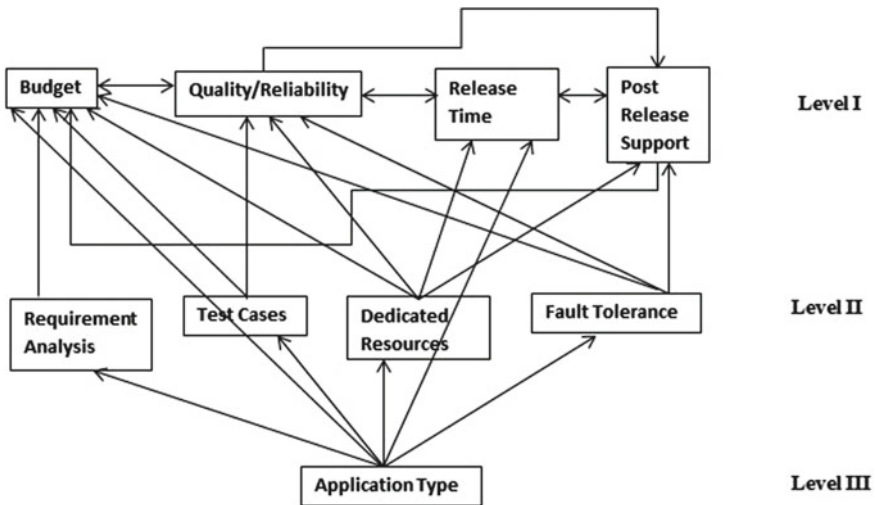 Budget
Quality/Reliability
Release
Time
Post
Release
Support
Level I
Requirement
Analysis
Test Cases
Dedicated
Resources
Fault Tolerance
Level II
Application Type
Level III